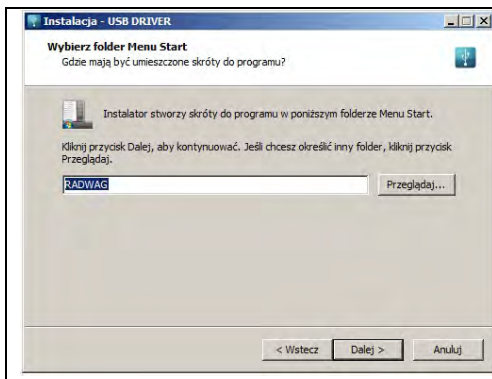 Instalacja - USB DRIVER
Wybierz folder Menu Start
Gdzie mają być umieszczone skróty do programu?
Instalator stworzy skróty do programu w poniższym folderze Menu Start.
Kliknij przycisk Dalej, aby kontynuować. Jeśli chcesz określić inny folder, kliknij przycisk
Przeglądaj.
RADWAG
Przeglądaj...
< Wstecz
Dalej >
Anuluj